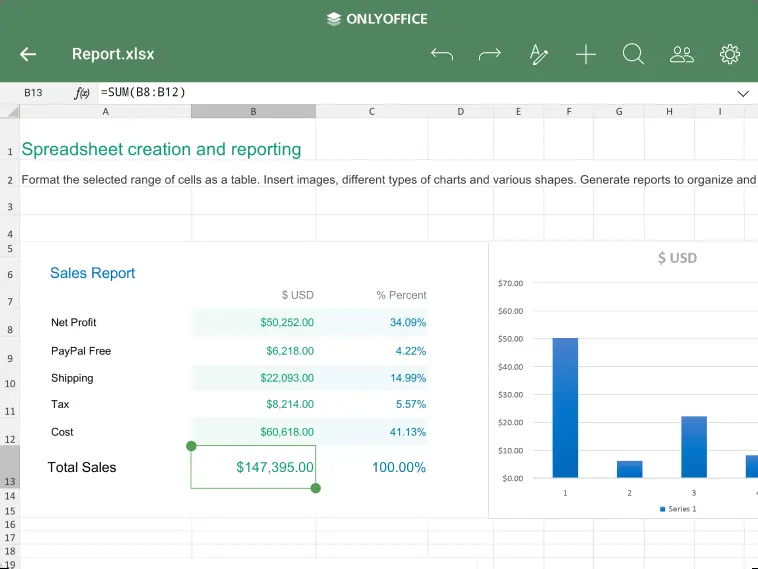 ONLYOFFICE
Report.xlsx
B13 f(x) =SUM(B8:B12)
A B C D E F G H I
1 Spreadsheet creation and reporting
2 Format the selected range of cells as a table. Insert images, different types of charts and various shapes. Generate reports to organize and
3
4
5
$ USD
6 Sales Report
7 $ USD % Percent
8 Net Profit $50,252.00 34.09%
9 PayPal Free $6,218.00 4.22%
10 Shipping $22,093.00 14.99%
11 Tax $8,214.00 5.57%
12 Cost $60,618.00 41.13%
13 Total Sales $147,395.00 100.00%
14
15
16
17
18
19
$70.00
$60.00
$50.00
$40.00
$30.00
$20.00
$10.00
$0.00
1 2 3
Series 1